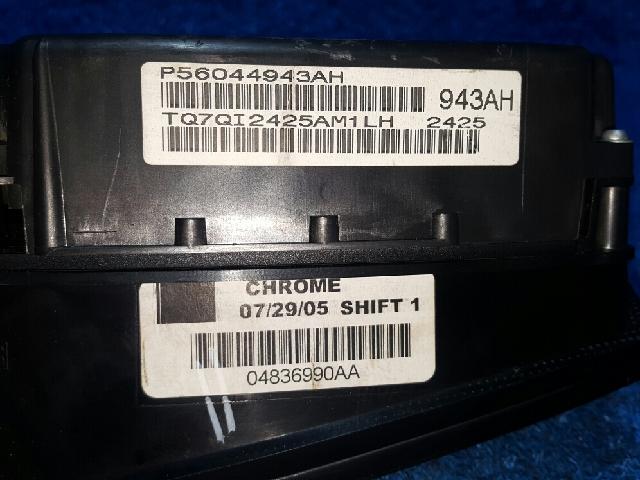 P56044943AH
943AH
TQ7QI2425AM1LH 2425
CHROME
07/29/05 SHIFT 1
04836990AA